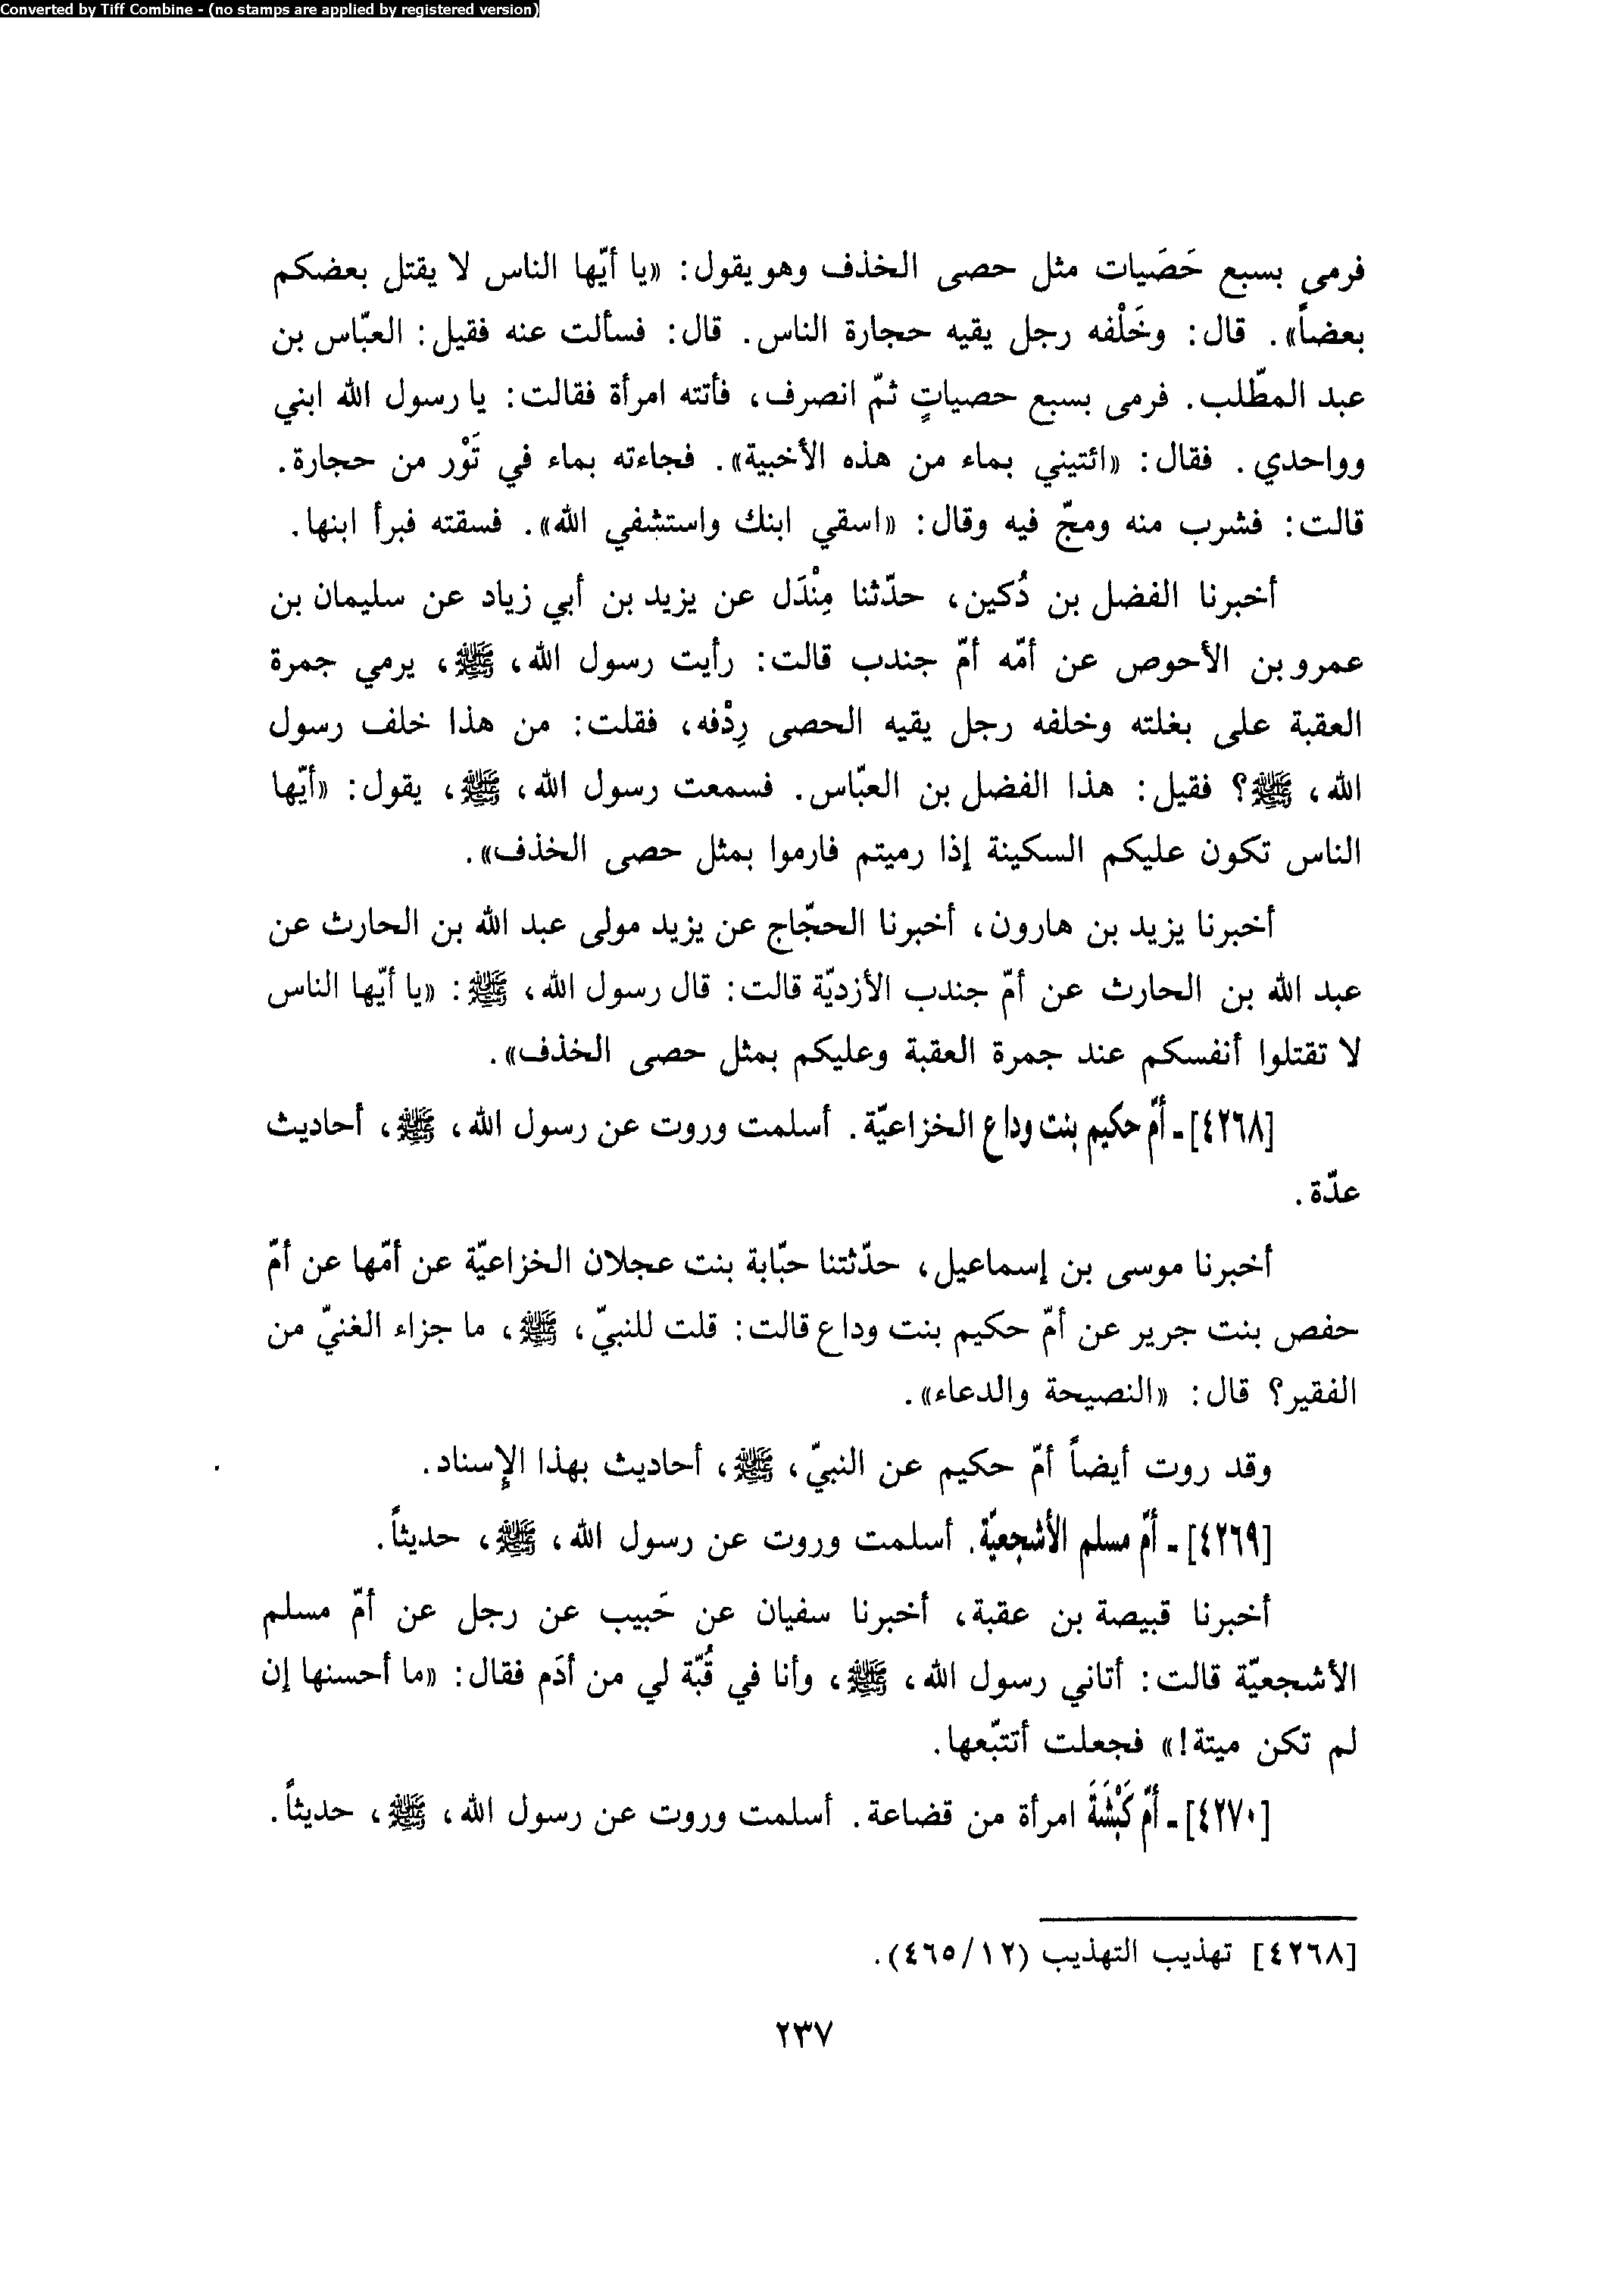 Converted by Tiff Combine - (no stamps are applied by registered version)
فرمى بسبع حَصَيات مثل حصى الخذف وهو يقول: «يا أيّها الناس لا يقتل بعضكم
بعضاً». قال: وخَلْفه رجل يقيه حجارة الناس. قال: فسألت عنه فقيل: العبّاس بن
عبد المطّلب. فرمى بسبع حصياتٍ ثمّ انصرف، فأتته امرأة فقالت: يا رسول الله ابني
وواحدي. فقال: «ائتيني بماء من هذه الأخبية». فجاءته بماء في تَوْر من حجارة.
قالت: فشرب منه ومجّ فيه وقال: «اسقي ابنك واستشفي الله». فسقته فبرأ ابنها.
أخبرنا الفضل بن دُكين، حدّثنا مِنْدَل عن يزيد بن أبي زياد عن سليمان بن
عمرو بن الأحوص عن أمّه أمّ جندب قالت: رأيت رسول الله، ﷺ، يرمي جمرة
العقبة على بغلته وخلفه رجل يقيه الحصى رِدْفه، فقلت: من هذا خلف رسول
الله، ﷺ؟ فقيل: هذا الفضل بن العبّاس. فسمعت رسول الله، ﷺ، يقول: «أيّها
الناس تكون عليكم السكينة إذا رميتم فارموا بمثل حصى الخذف».
أخبرنا يزيد بن هارون، أخبرنا الحجّاج عن يزيد مولى عبد الله بن الحارث عن
عبد الله بن الحارث عن أمّ جندب الأزديّة قالت: قال رسول الله، ﷺ: «يا أيّها الناس
لا تقتلوا أنفسكم عند جمرة العقبة وعليكم بمثل حصى الخذف».
[٤٢٦٨] - أمّ حكيم بنت وداع الخزاعيّة. أسلمت وروت عن رسول الله، ﷺ، أحاديث
عدّة.
أخبرنا موسى بن إسماعيل، حدّثتنا حبّابة بنت عجلان الخزاعيّة عن أمّها عن أمّ
حفص بنت جرير عن أمّ حكيم بنت وداع قالت: قلت للنبيّ، ﷺ، ما جزاء الغنيّ من
الفقير؟ قال: «النصيحة والدعاء».
وقد روت أيضاً أمّ حكيم عن النبيّ، ﷺ، أحاديث بهذا الإسناد.
[٤٢٦٩] - أمّ مسلم الأشجعيّة. أسلمت وروت عن رسول الله، ﷺ، حديثاً.
أخبرنا قبيصة بن عقبة، أخبرنا سفيان عن حَبيب عن رجل عن أمّ مسلم
الأشجعيّة قالت: أتاني رسول الله، ﷺ، وأنا في قُبّة لي من أدَم فقال: «ما أحسنها إن
لم تكن ميتة!» فجعلت أتتبّعها.
[٤٢٧٠] - أمّ كَبْشَةَ امرأة من قضاعة. أسلمت وروت عن رسول الله، ﷺ، حديثاً.
[٤٢٦٨] تهذيب التهذيب (٤٦٥/١٢).
٢٣٧